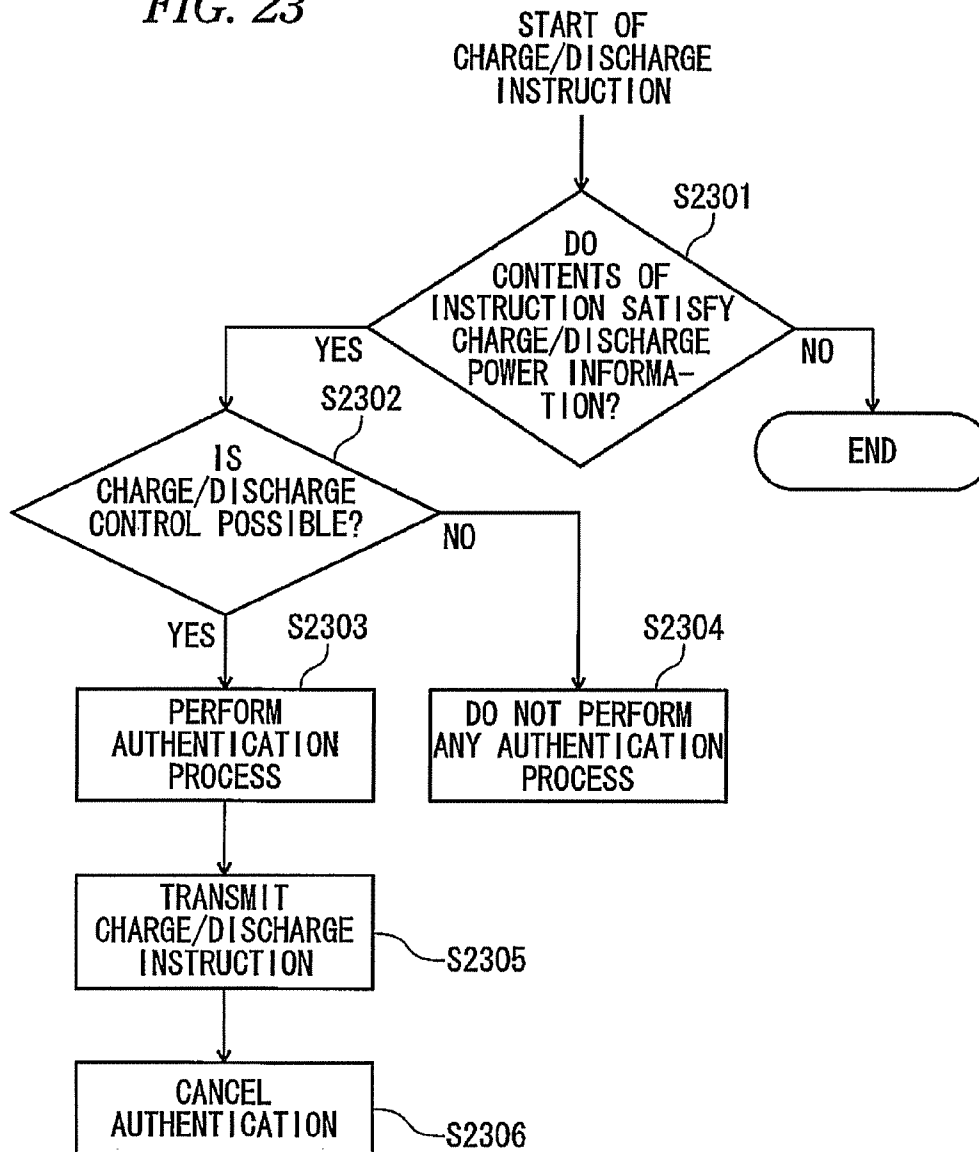 FIG. 23
START OF
CHARGE/DISCHARGE
INSTRUCTION
S2301
DO
CONTENTS OF
INSTRUCTION SATISFY
CHARGE/DISCHARGE
POWER INFORMA-
TION?
YES
NO
S2302
END
IS
CHARGE/DISCHARGE
CONTROL POSSIBLE?
NO
YES
S2303
S2304
PERFORM
AUTHENTICATION
PROCESS
DO NOT PERFORM
ANY AUTHENTICATION
PROCESS
TRANSMIT
CHARGE/DISCHARGE
INSTRUCTION
S2305
CANCEL
AUTHENTICATION
S2306